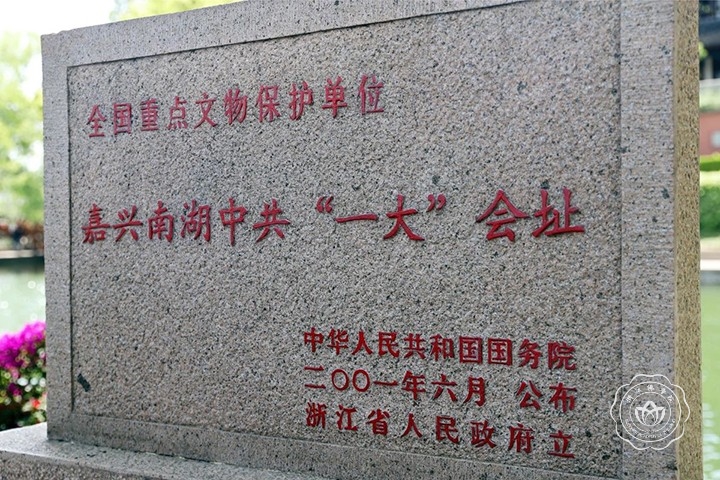 全国重点文物保护单位
嘉兴南湖中共“一大”会址
中华人民共和国国务院
二〇〇一年六月 公布
浙江省人民政府立